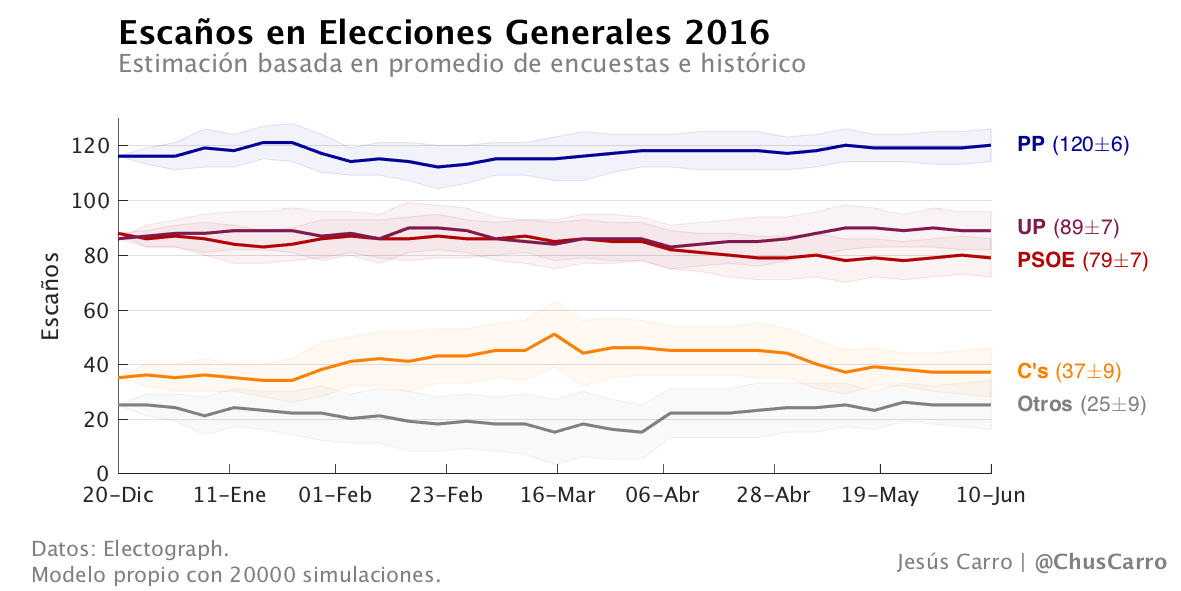 Escaños en Elecciones Generales 2016
Estimación basada en promedio de encuestas e histórico
Escaños
120
100
80
60
40
20
0
20-Dic 11-Ene 01-Feb 23-Feb 16-Mar 06-Abr 28-Abr 19-May 10-Jun
PP (120±6)
UP (89±7)
PSOE (79±7)
C's (37±9)
Otros (25±9)
Datos: Electograph.
Modelo propio con 20000 simulaciones.
Jesús Carro | @ChusCarro